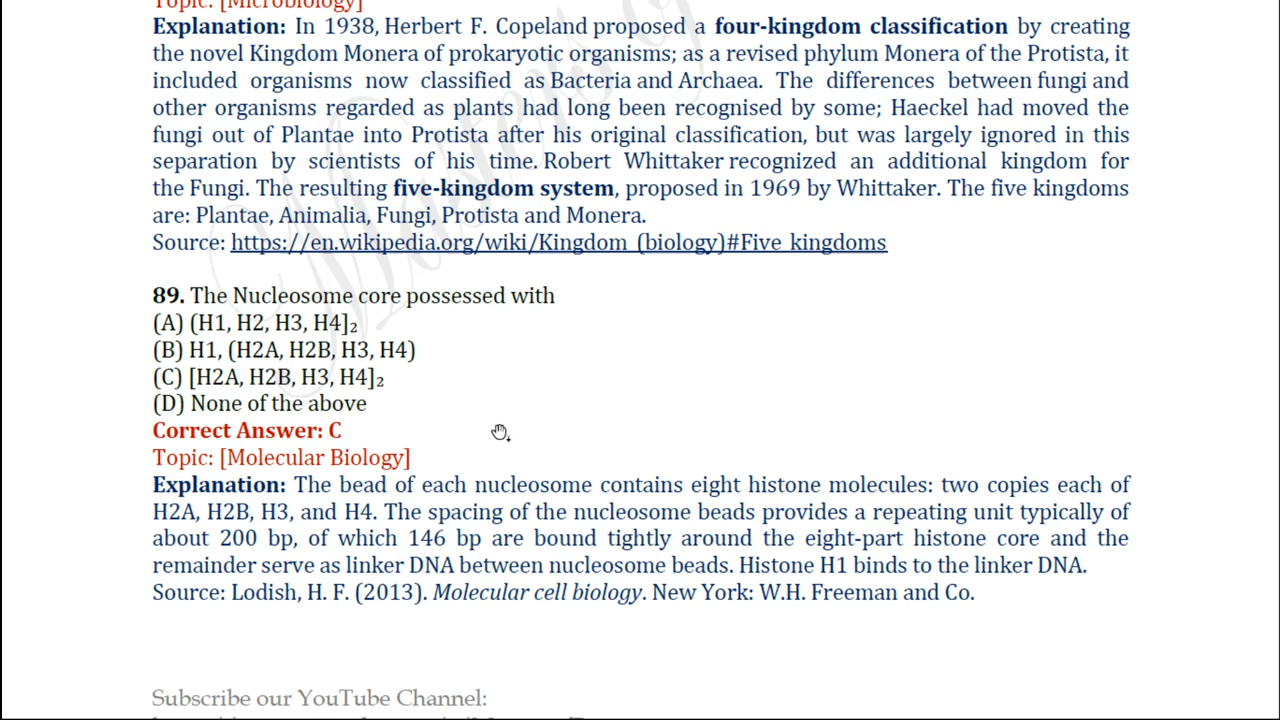 Topic: [Microbiology]
Explanation: In 1938, Herbert F. Copeland proposed a four-kingdom classification by creating
the novel Kingdom Monera of prokaryotic organisms; as a revised phylum Monera of the Protista, it
included organisms now classified as Bacteria and Archaea. The differences between fungi and
other organisms regarded as plants had long been recognised by some; Haeckel had moved the
fungi out of Plantae into Protista after his original classification, but was largely ignored in this
separation by scientists of his time. Robert Whittaker recognized an additional kingdom for
the Fungi. The resulting five-kingdom system, proposed in 1969 by Whittaker. The five kingdoms
are: Plantae, Animalia, Fungi, Protista and Monera.
Source: https://en.wikipedia.org/wiki/Kingdom_(biology)#Five_kingdoms
89. The Nucleosome core possessed with
(A) (H1, H2, H3, H4]₂
(B) H1, (H2A, H2B, H3, H4)
(C) [H2A, H2B, H3, H4]₂
(D) None of the above
Correct Answer: C
Topic: [Molecular Biology]
Explanation: The bead of each nucleosome contains eight histone molecules: two copies each of
H2A, H2B, H3, and H4. The spacing of the nucleosome beads provides a repeating unit typically of
about 200 bp, of which 146 bp are bound tightly around the eight-part histone core and the
remainder serve as linker DNA between nucleosome beads. Histone H1 binds to the linker DNA.
Source: Lodish, H. F. (2013). Molecular cell biology. New York: W.H. Freeman and Co.
Subscribe our YouTube Channel: